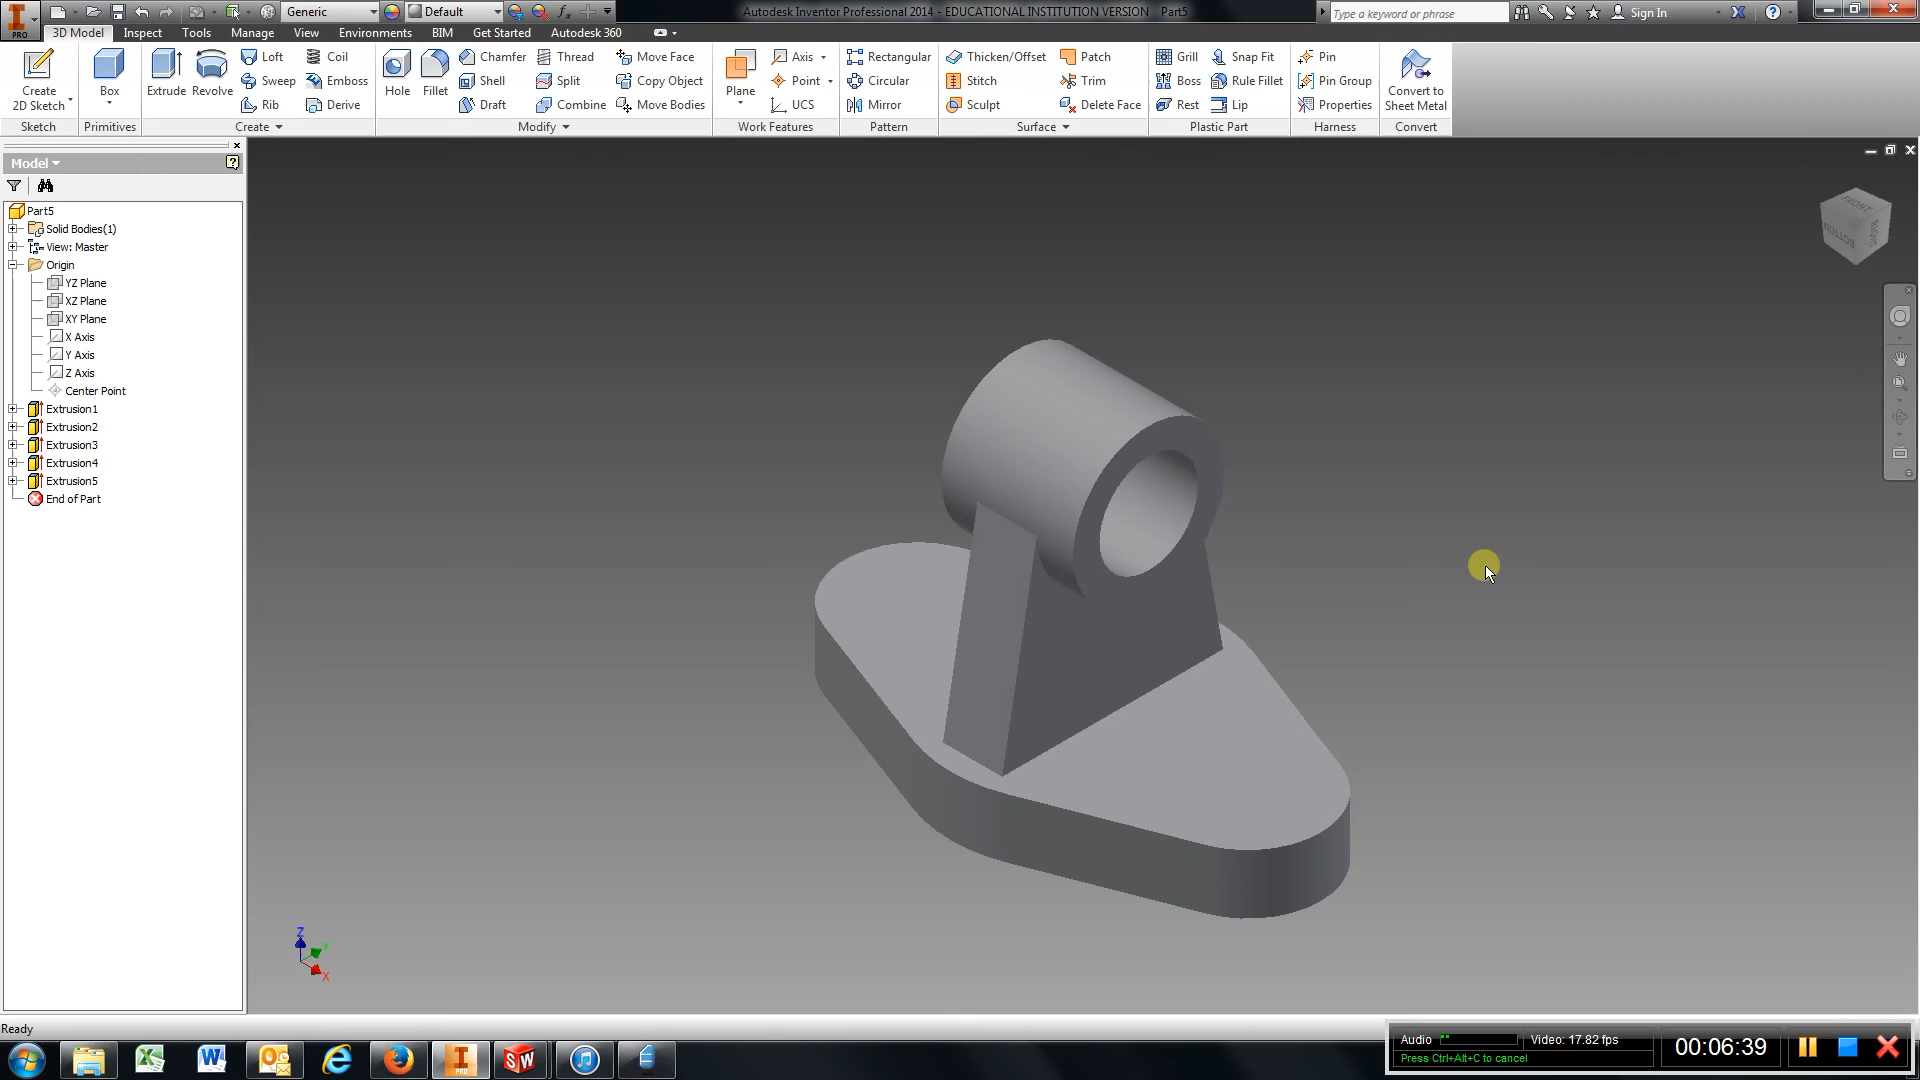 PRO
Generic
Default
Autodesk Inventor Professional 2014 - EDUCATIONAL INSTITUTION VERSION Part5
Type a keyword or phrase
Sign In
3D Model Inspect Tools Manage View Environments BIM Get Started Autodesk 360
Create 2D Sketch
Box
Extrude Revolve
Loft Coil
Sweep Emboss
Rib Derive
Hole Fillet
Chamfer Thread Move Face
Shell Split Copy Object
Draft Combine Move Bodies
Plane
Axis
Point
UCS
Rectangular
Circular
Mirror
Thicken/Offset Patch
Stitch Trim
Sculpt Delete Face
Grill Snap Fit
Boss Rule Fillet
Rest Lip
Pin
Pin Group
Properties
Convert to Sheet Metal
Sketch Primitives Create Modify Work Features Pattern Surface Plastic Part Harness Convert
Model
Part5
Solid Bodies(1)
View: Master
Origin
YZ Plane
XZ Plane
XY Plane
X Axis
Y Axis
Z Axis
Center Point
Extrusion1
Extrusion2
Extrusion3
Extrusion4
Extrusion5
End of Part
FRONT
BOTTOM
RIGHT
Z
Y
X
Ready
Audio
Video: 17.82 fps
Press Ctrl+Alt+C to cancel
00:06:39
PRO
SW